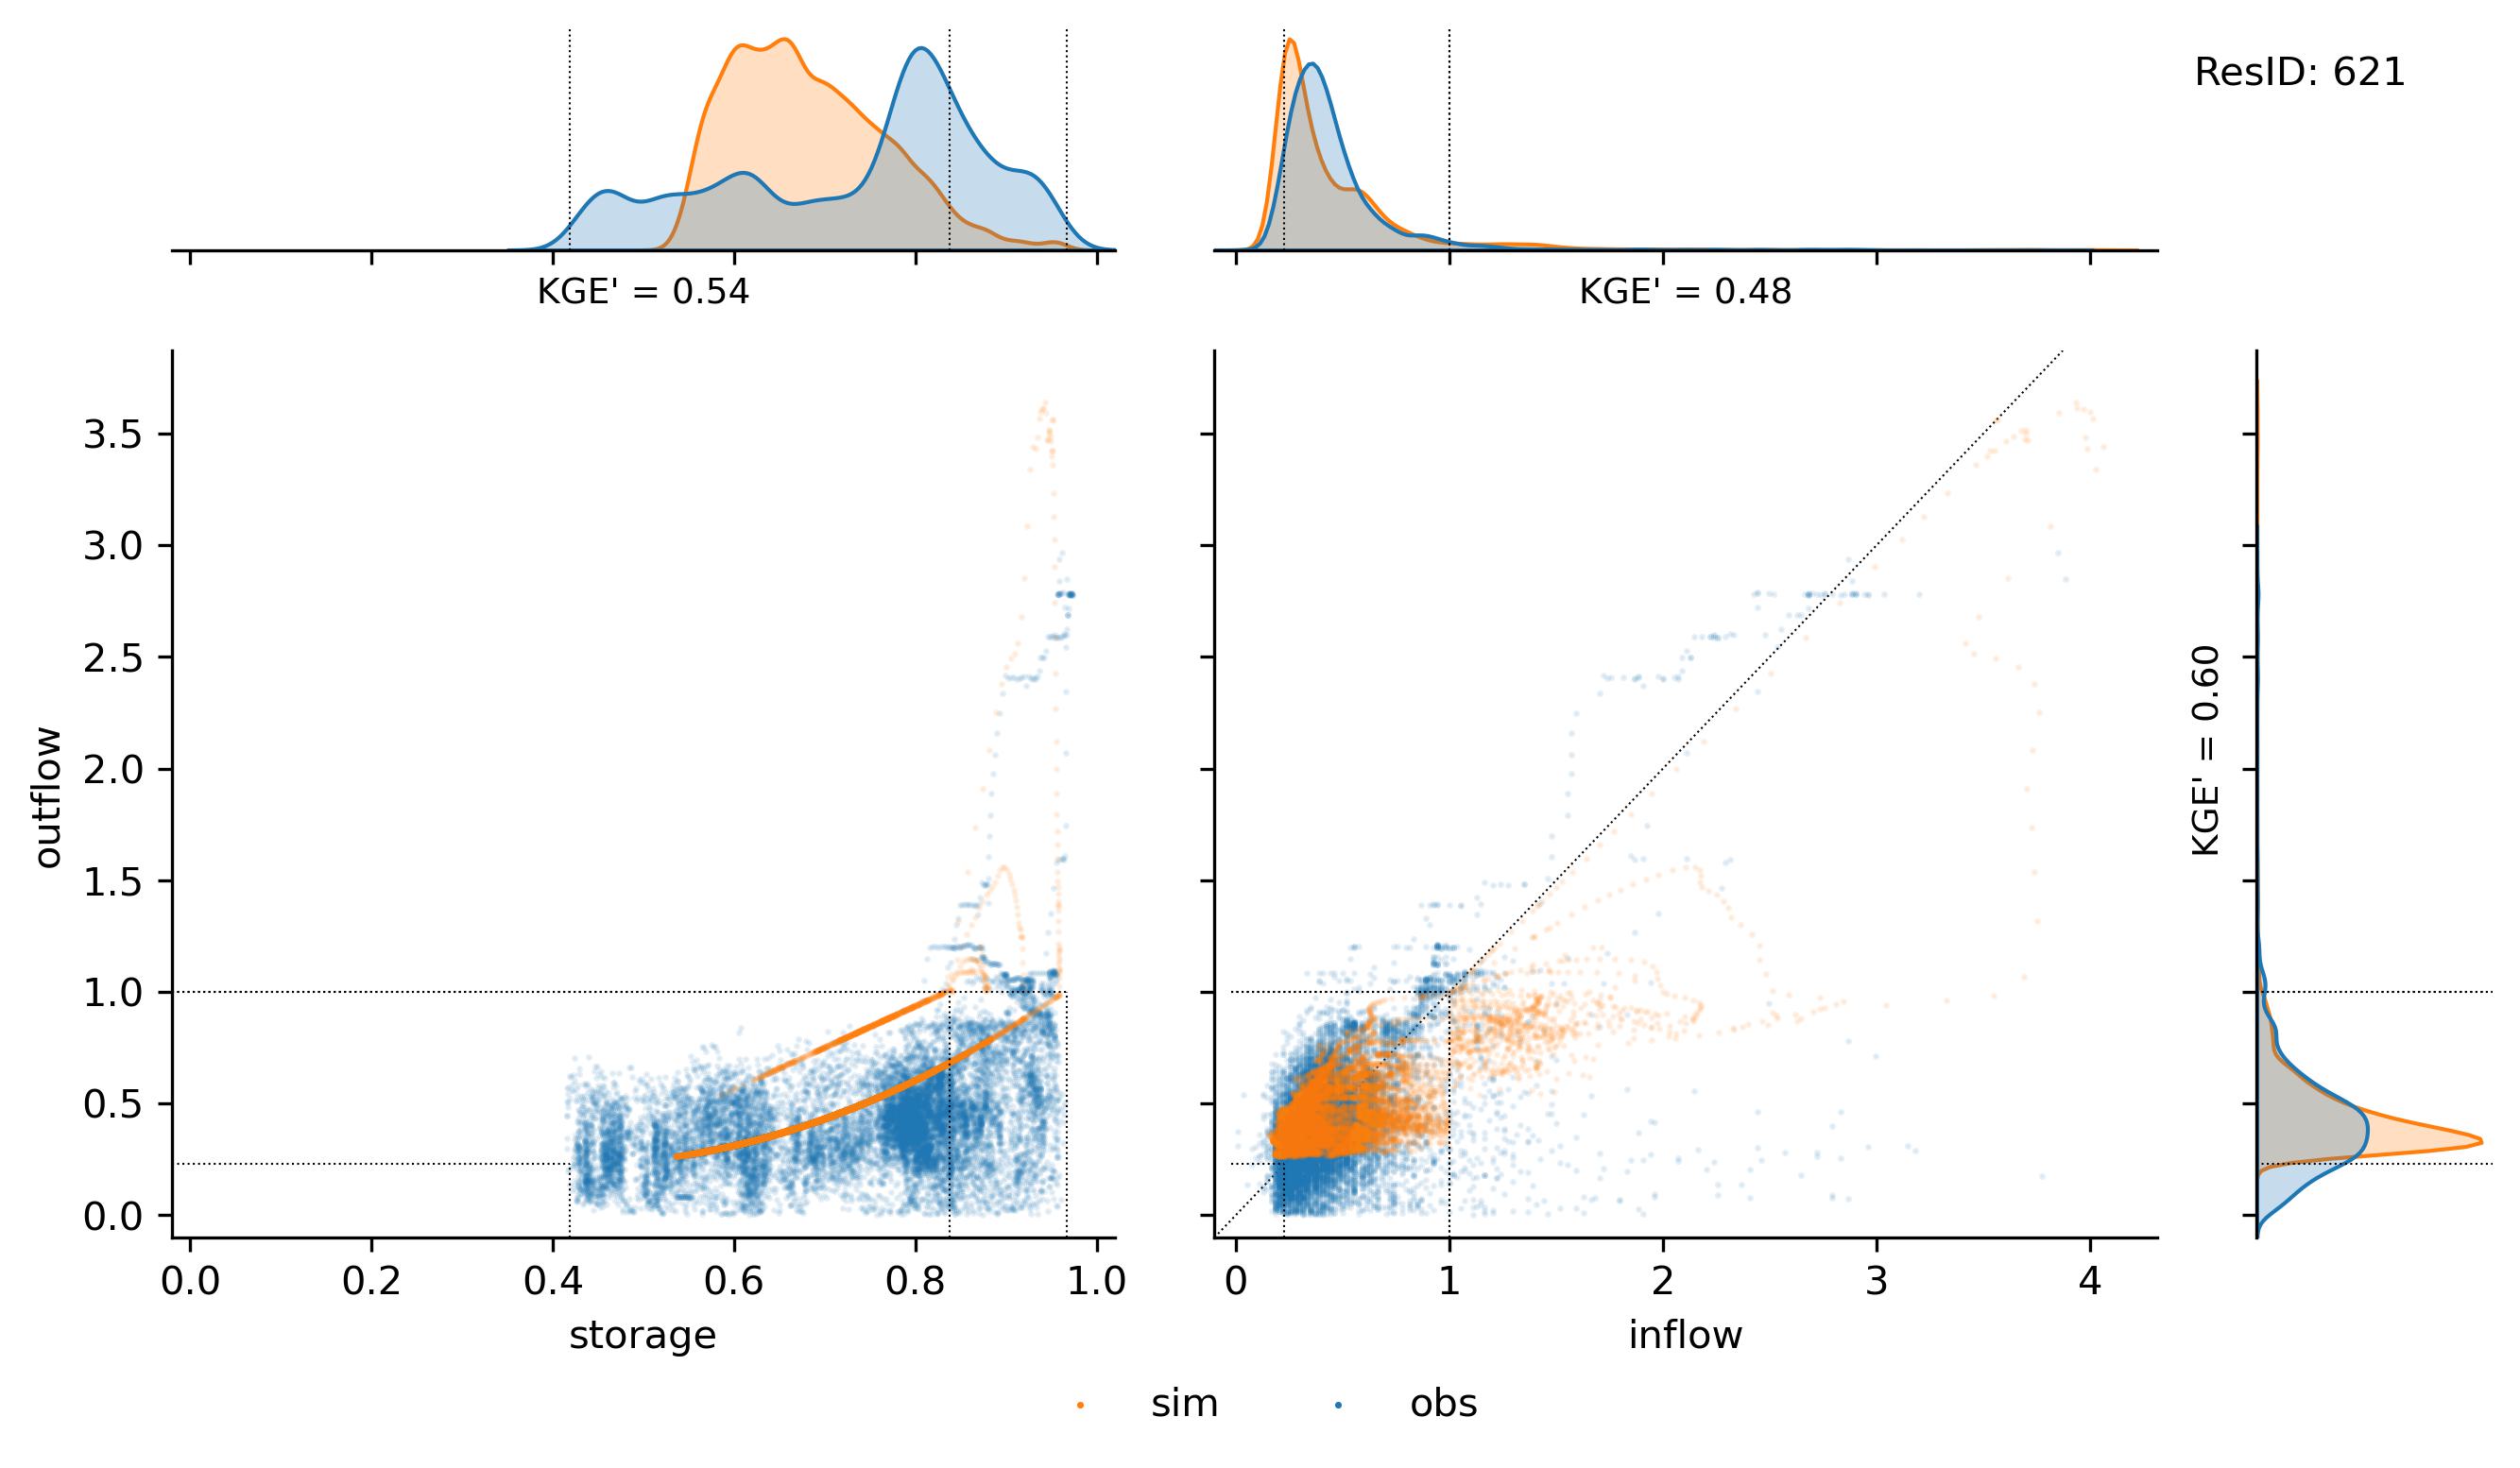 ResID: 621
KGE' = 0.54
KGE' = 0.48
3.5
3.0
2.5
2.0
1.5
1.0
0.5
0.0
outflow
KGE' = 0.60
0.0 0.2 0.4 0.6 0.8 1.0
0 1 2 3 4
storage
inflow
sim obs